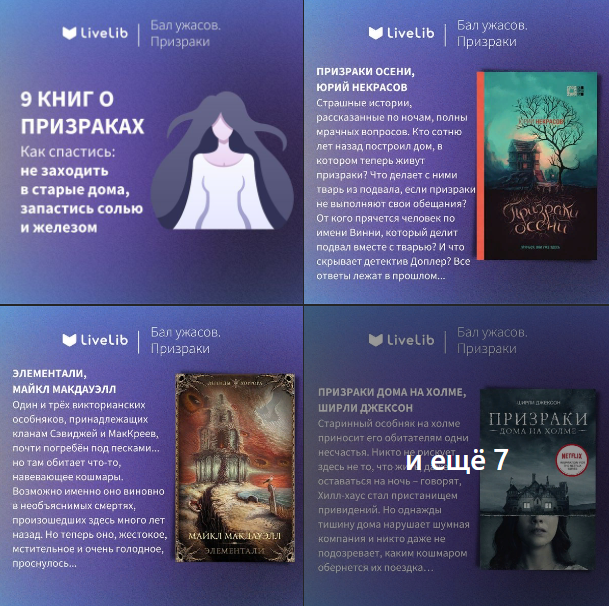 livelib
Бал ужасов.
Призраки
9 КНИГ О
ПРИЗРАКАХ
Как спастись:
не заходить
в старые дома,
запастись солью
и железом
livelib
Бал ужасов.
Призраки
ПРИЗРАКИ ОСЕНИ,
ЮРИЙ НЕКРАСОВ
Страшные истории,
рассказанные по ночам, полны
мрачных вопросов. Кто сотню
лет назад построил дом, в
котором теперь живут
призраки? Что делает с ними
тварь из подвала, если призраки
не выполняют свои обещания?
От кого прячется человек по
имени Винни, который делит
подвал вместе с тварью? И что
скрывает детектив Доплер? Все
ответы лежат в прошлом...
ЮРИЙ НЕКРАСОВ
Призраки
осени
livelib
Бал ужасов.
Призраки
ЭЛЕМЕНТАЛИ,
МАЙКЛ МАКДАУЭЛЛ
Один и трёх викторианских
особняков, принадлежащих
кланам Сэвиджей и МакКреев,
почти погребён под песками...
но там обитает что-то,
навевающее кошмары.
Возможно именно оно виновно
в необъяснимых смертях,
произошедших здесь много лет
назад. Но теперь оно, жестокое,
мстительное и очень голодное,
проснулось...
ЛЕГЕНДЫ ХОРРОРА
МАЙКЛ МАКДАУЭЛЛ
ЭЛЕМЕНТАЛИ
livelib
Бал ужасов.
Призраки
ПРИЗРАКИ ДОМА НА ХОЛМЕ,
ШИРЛИ ДЖЕКСОН
Старинный особняк на холме
приносит его обитателям одни
несчастья. Никто не рискует
здесь не то, что жить, даже
оставаться на ночь – говорят,
Хилл-хаус стал пристанищем
привидений. Но однажды
тишину дома нарушает шумная
компания и никто даже не
подозревает, каким кошмаром
обернется их поездка...
ШИРЛИ ДЖЕКСОН
ПРИЗРАКИ
ДОМА НА ХОЛМЕ
NETFLIX
и ещё 7